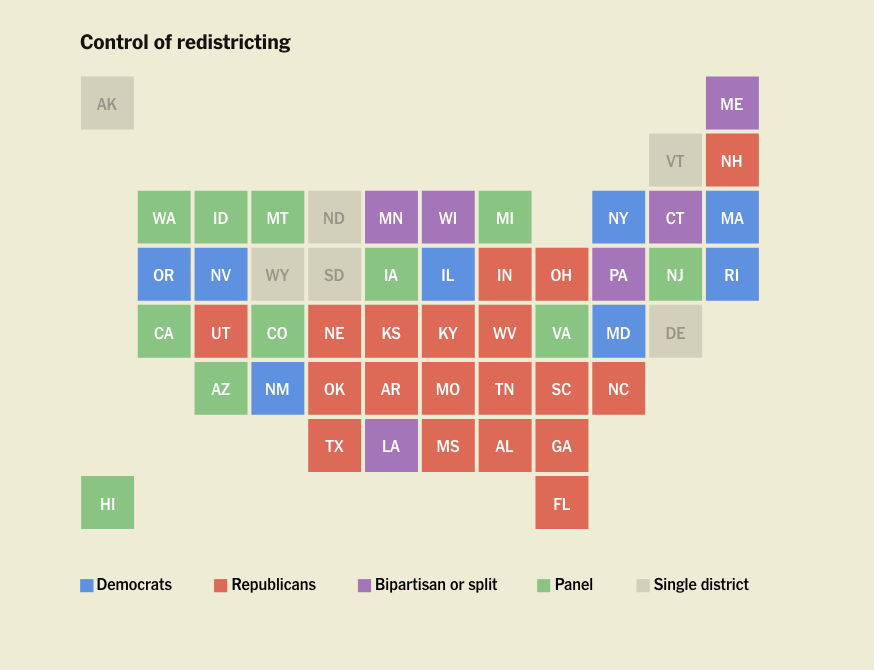 Control of redistricting
AK ME
VT NH
WA ID MT ND MN WI MI NY CT MA
OR NV WY SD IA IL IN OH PA NJ RI
CA UT CO NE KS KY WV VA MD DE
AZ NM OK AR MO TN SC NC
TX LA MS AL GA
HI FL
Democrats Republicans Bipartisan or split Panel Single district